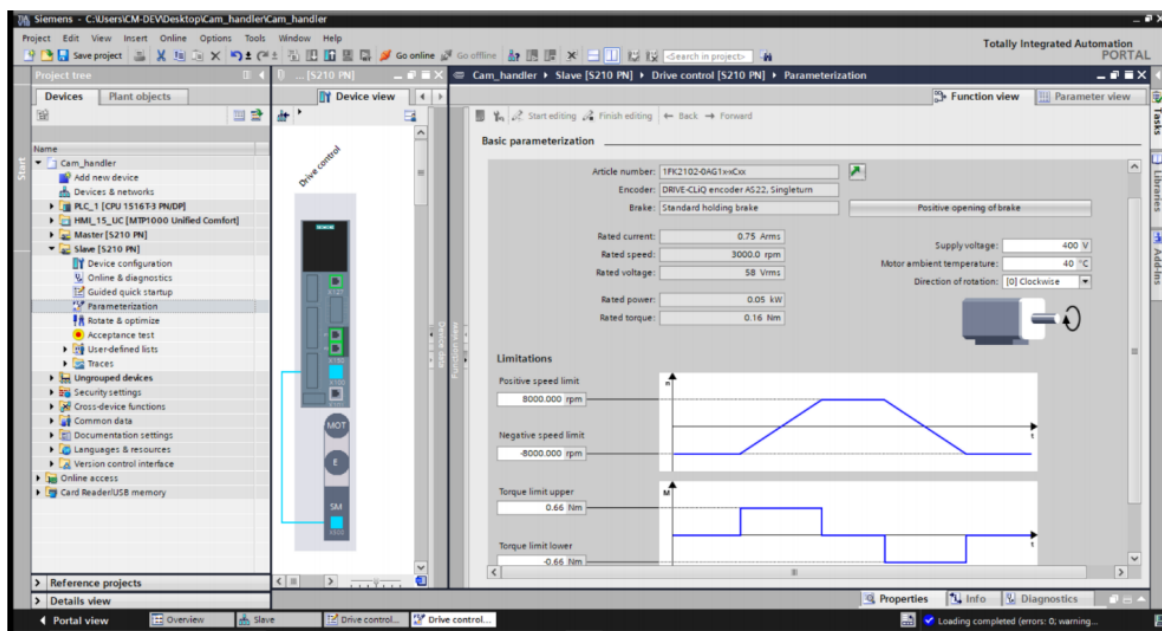 Siemens - C:\Users\CM-DEV\Desktop\Cam_handler\Cam_handler
Project Edit View Insert Online Options Tools Window Help
Totally Integrated Automation
PORTAL
Save project
Go online
Go offline
<Search in project>
Project tree
... [S210 PN]
Cam_handler ▸ Slave [S210 PN] ▸ Drive control [S210 PN] ▸ Parameterization
Devices
Plant objects
Device view
Function view
Parameter view
Start editing
Finish editing
Back
Forward
Basic parameterization
Name
Cam_handler
Add new device
Devices & networks
PLC_1 [CPU 1516T-3 PN/DP]
HMI_15_UC [MTP1000 Unified Comfort]
Master [S210 PN]
Slave [S210 PN]
Device configuration
Online & diagnostics
Guided quick startup
Parameterization
Rotate & optimize
Acceptance test
User-defined lists
Traces
Ungrouped devices
Security settings
Cross-device functions
Common data
Documentation settings
Languages & resources
Version control interface
Online access
Card Reader/USB memory
Reference projects
Details view
Start
Drive control
X127
X150
X100
MOT
E
SM
Device data
Function view
Article number: 1FK2102-0AG1x-xCxx
Encoder: DRIVE-CLiQ encoder AS22, Singleturn
Brake: Standard holding brake
Positive opening of brake
Rated current: 0.75 Arms
Rated speed: 3000.0 rpm
Rated voltage: 58 Vrms
Rated power: 0.05 kW
Rated torque: 0.16 Nm
Supply voltage: 400 V
Motor ambient temperature: 40 °C
Direction of rotation: [0] Clockwise
Limitations
Positive speed limit
8000.000 rpm
Negative speed limit
-8000.000 rpm
n
t
Torque limit upper
0.66 Nm
Torque limit lower
-0.66 Nm
M
t
Tasks
Libraries
Add-Ins
Properties
Info
Diagnostics
Portal view
Overview
Slave
Drive control...
Drive control...
Loading completed (errors: 0; warning...